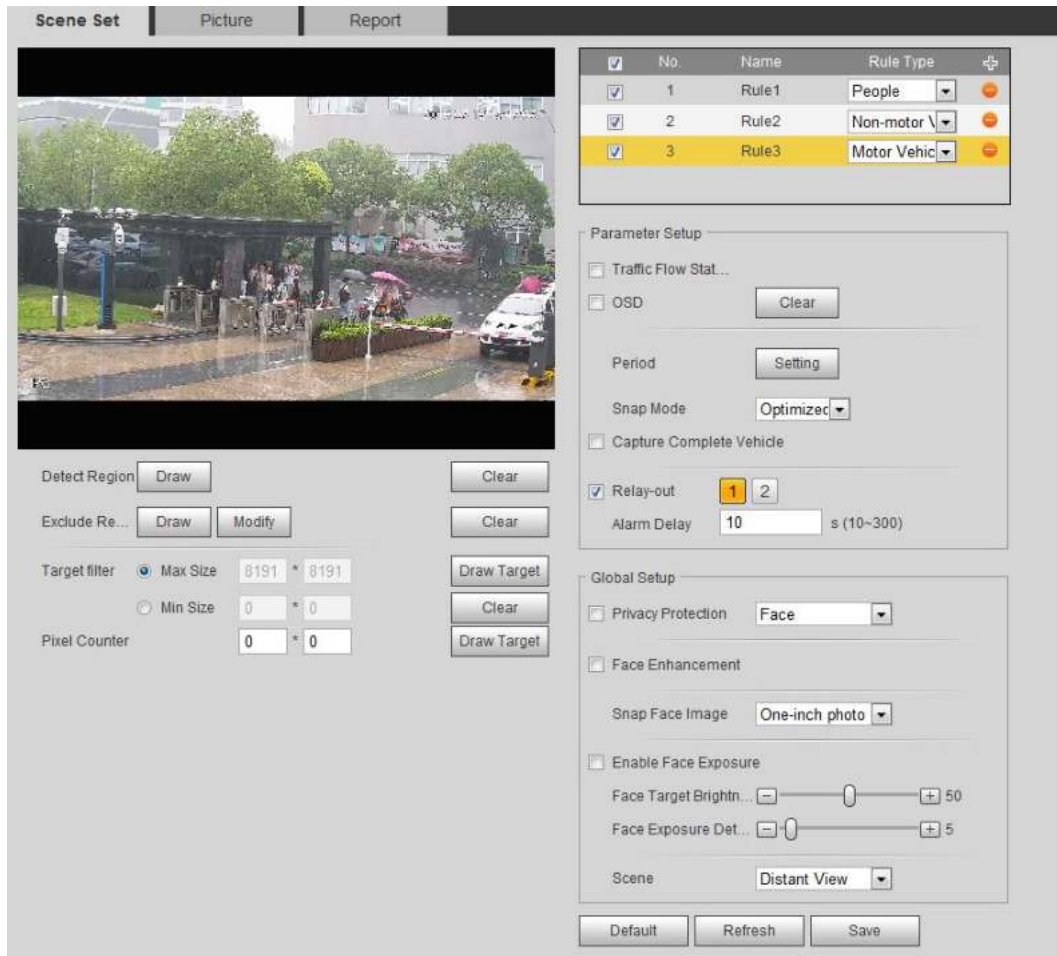 Scene Set Picture Report
No. Name Rule Type
1 Rule1 People
2 Rule2 Non-motor V
3 Rule3 Motor Vehic
Parameter Setup
Traffic Flow Stat...
OSD Clear
Period Setting
Snap Mode Optimizec
Capture Complete Vehicle
Relay-out 1 2
Alarm Delay 10 s (10~300)
Detect Region Draw Clear
Exclude Re... Draw Modify Clear
Target filter Max Size 8191 * 8191 Draw Target
Min Size 0 * 0 Clear
Pixel Counter 0 * 0 Draw Target
Global Setup
Privacy Protection Face
Face Enhancement
Snap Face Image One-inch photo
Enable Face Exposure
Face Target Brightn... 50
Face Exposure Det... 5
Scene Distant View
Default Refresh Save